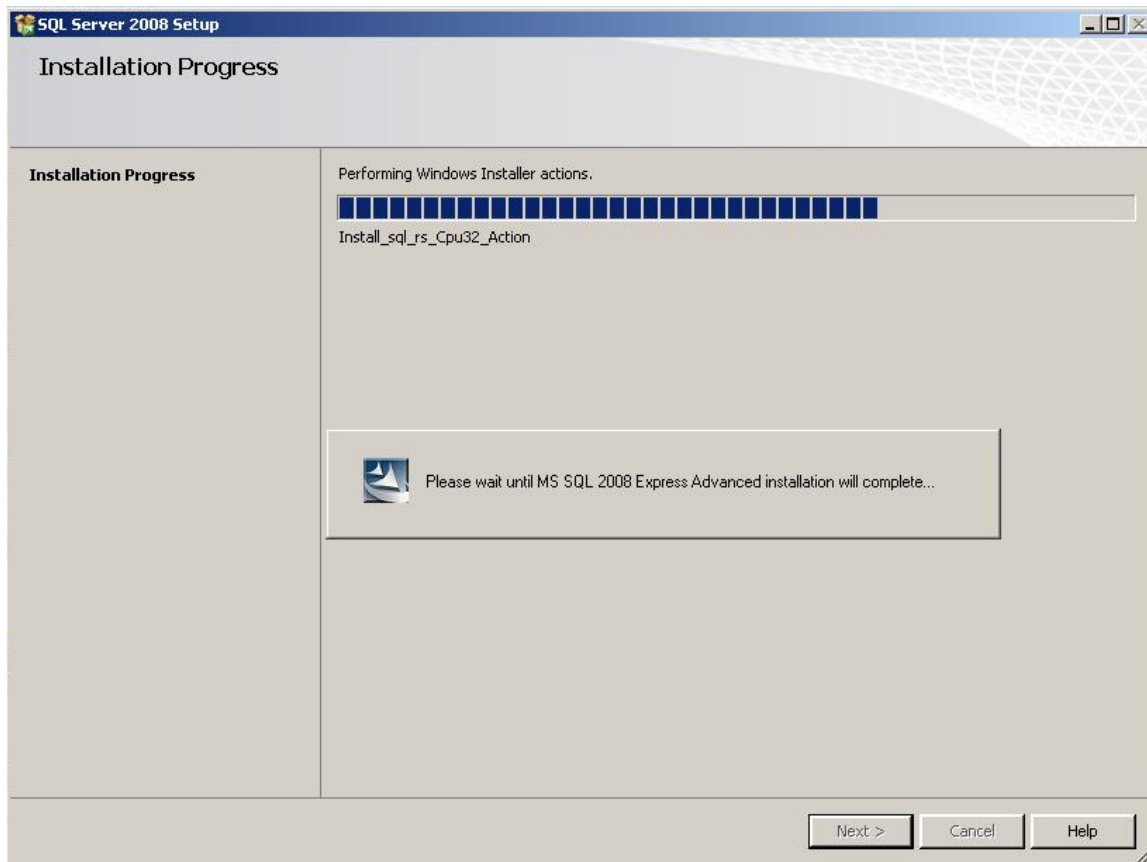 SQL Server 2008 Setup
Installation Progress
Installation Progress
Performing Windows Installer actions.
Install_sql_rs_Cpu32_Action
Please wait until MS SQL 2008 Express Advanced installation will complete...
Next >
Cancel
Help